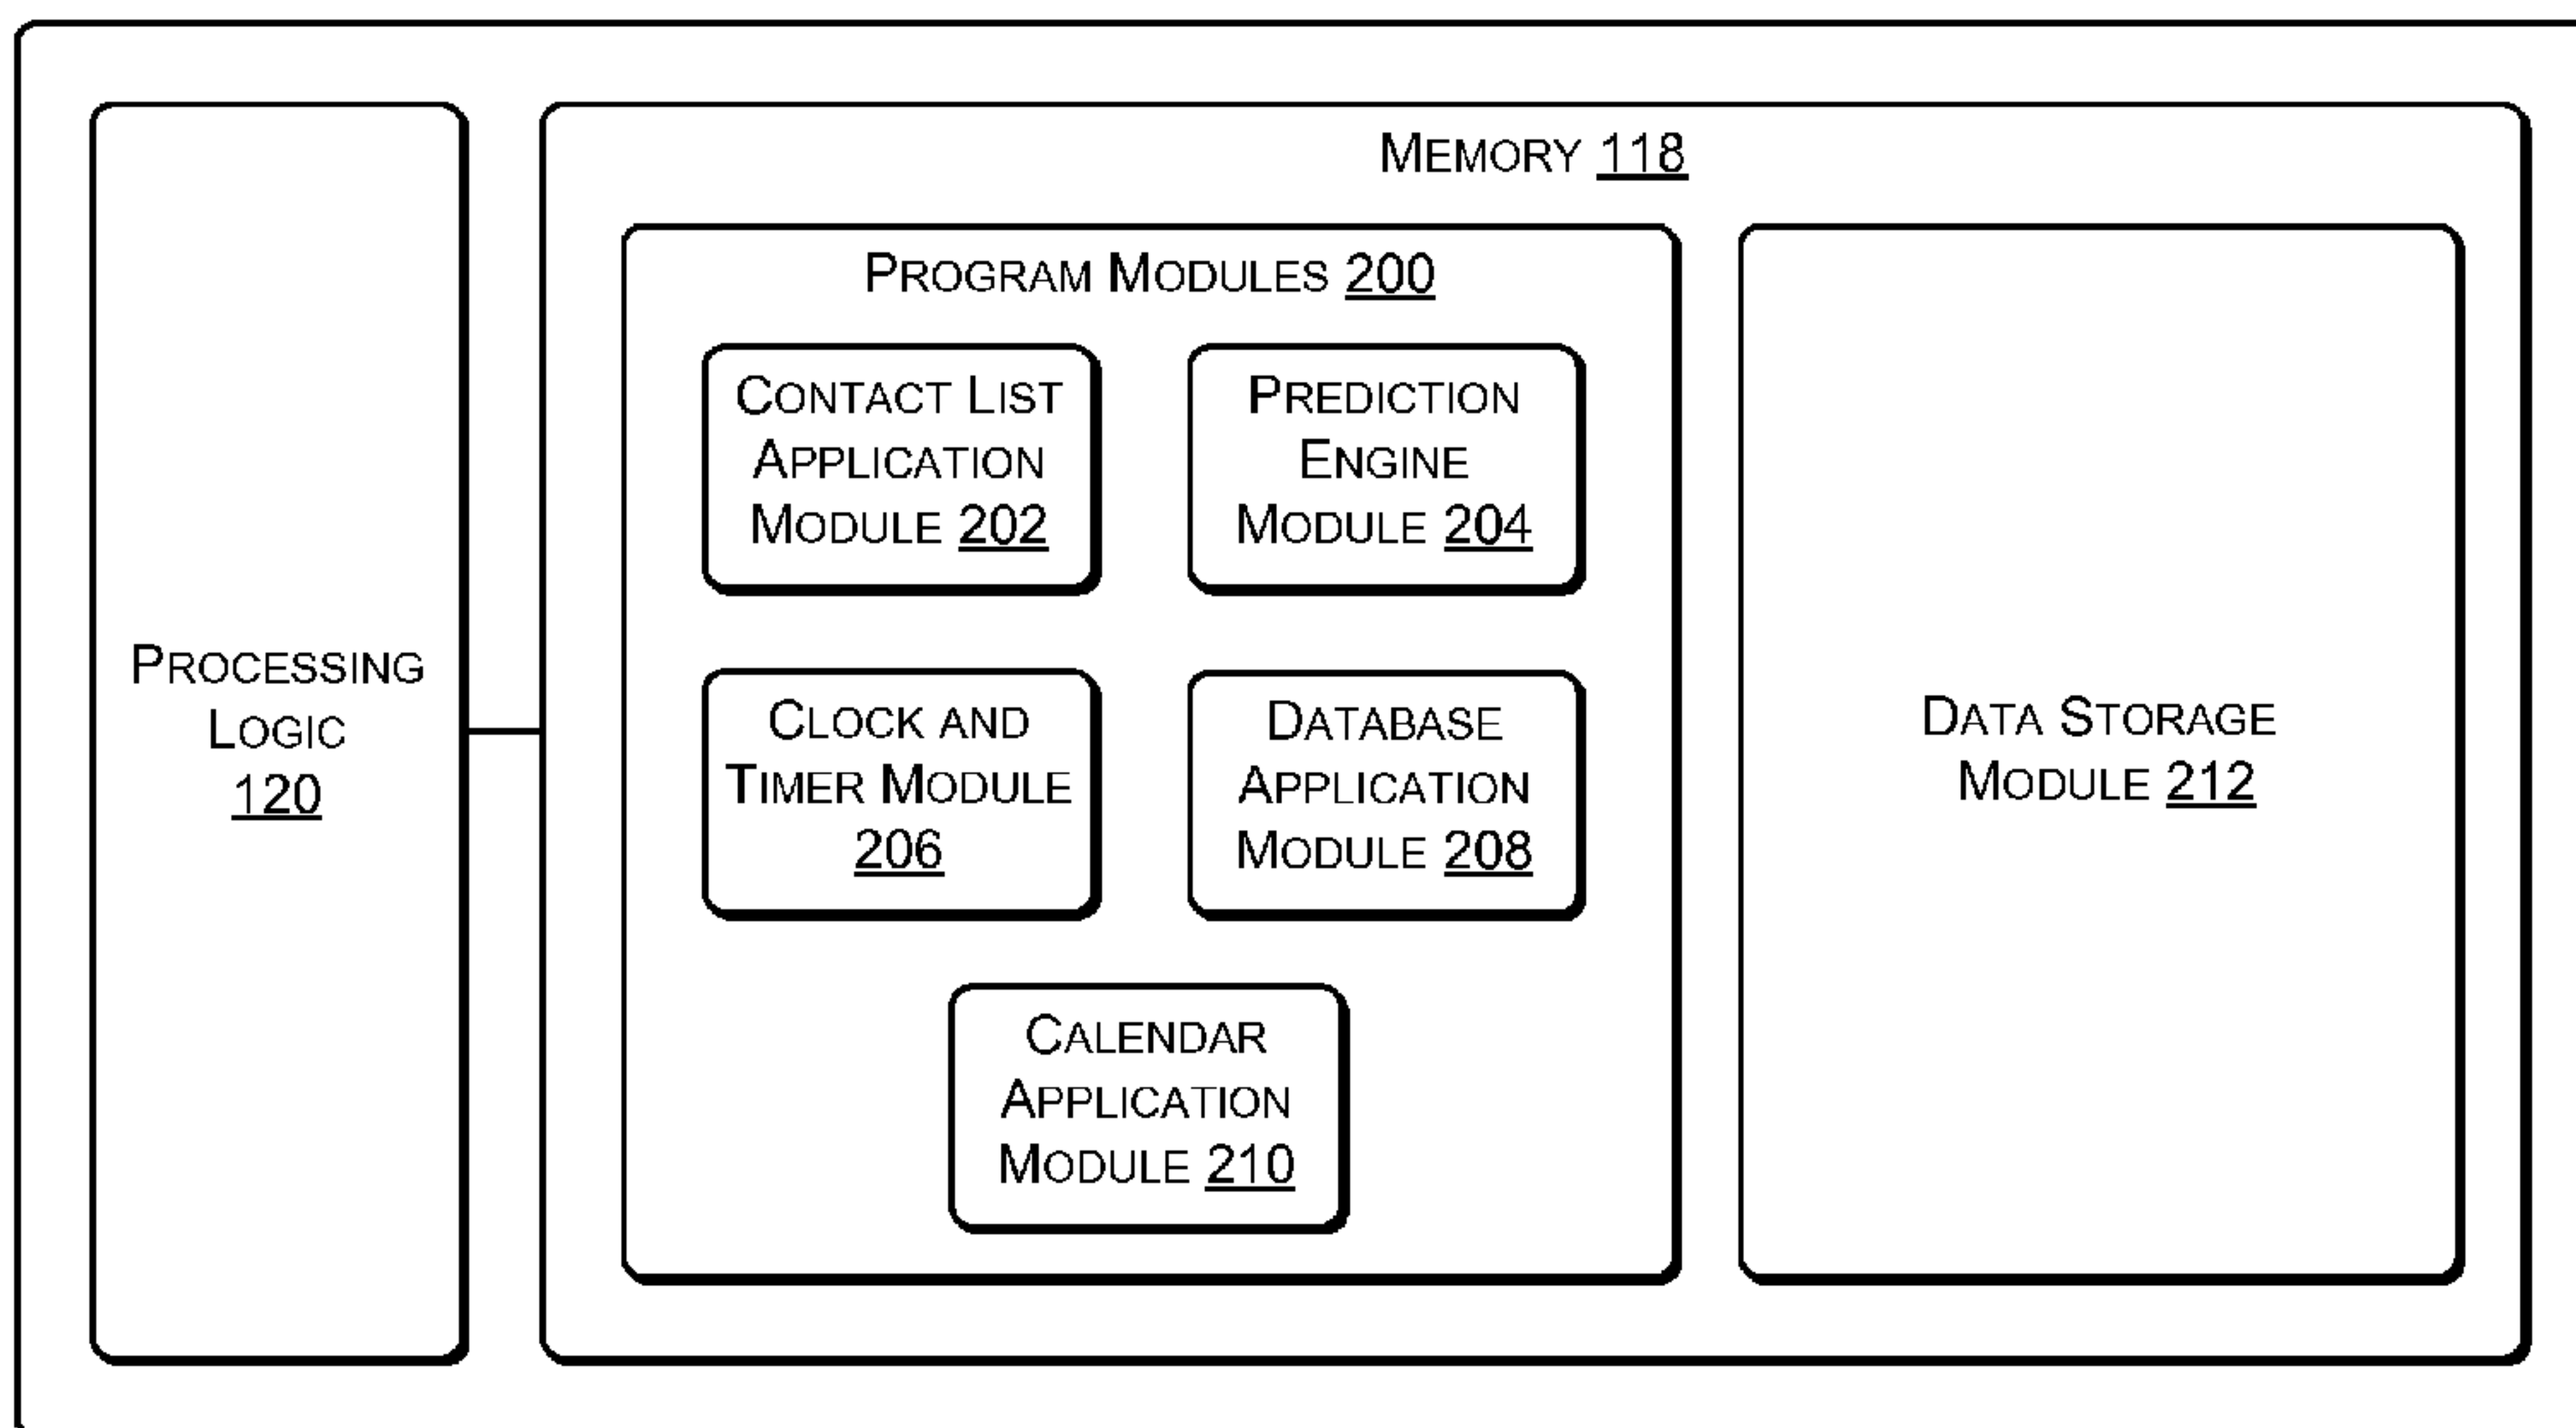 MEMORY 118
PROGRAM MODULES 200
CONTACT LIST
APPLICATION
MODULE 202
PREDICTION
ENGINE
MODULE 204
PROCESSING
LOGIC
120
CLOCK AND
TIMER MODULE
206
DATABASE
APPLICATION
MODULE 208
CALENDAR
APPLICATION
MODULE 210
DATA STORAGE
MODULE 212